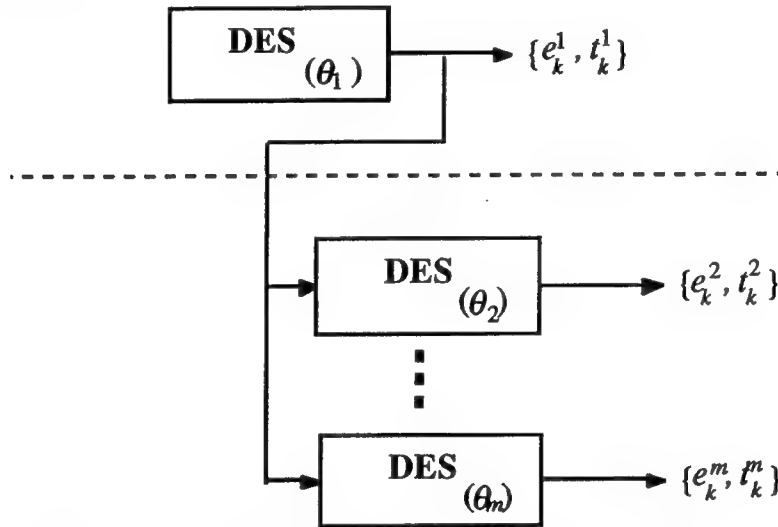 DES
(θ₁)
{e_k^1, t_k^1}
DES
(θ₂)
{e_k^2, t_k^2}
DES
(θₘ)
{e_k^m, t_k^m}